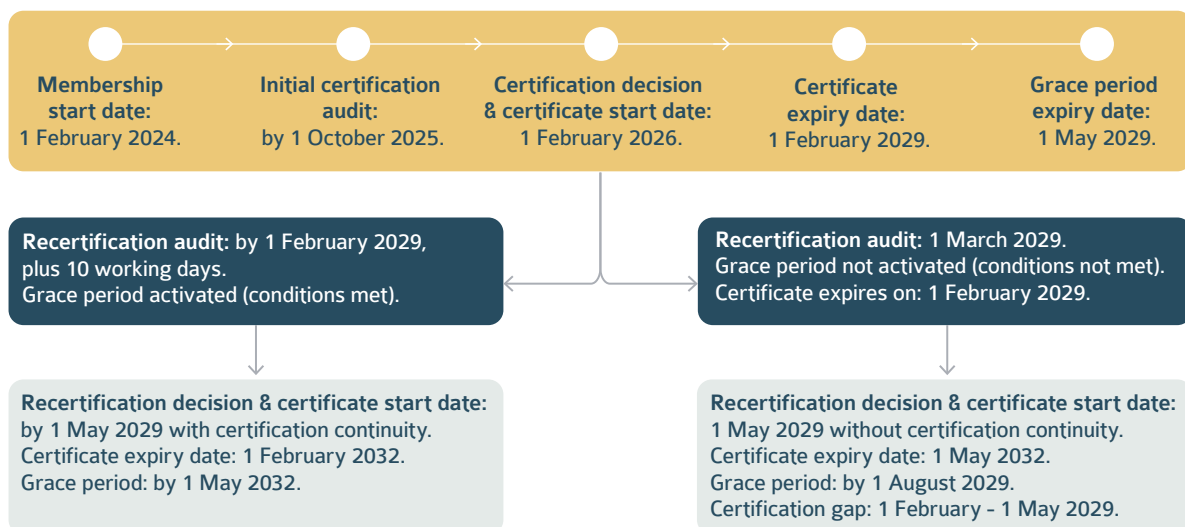 Membership
start date:
1 February 2024.
Initial certification
audit:
by 1 October 2025.
Certification decision
& certificate start date:
1 February 2026.
Certificate
expiry date:
1 February 2029.
Grace period
expiry date:
1 May 2029.
Recertification audit: by 1 February 2029,
plus 10 working days.
Grace period activated (conditions met).
Recertification audit: 1 March 2029.
Grace period not activated (conditions not met).
Certificate expires on: 1 February 2029.
Recertification decision & certificate start date:
by 1 May 2029 with certification continuity.
Certificate expiry date: 1 February 2032.
Grace period: by 1 May 2032.
Recertification decision & certificate start date:
1 May 2029 without certification continuity.
Certificate expiry date: 1 May 2032.
Grace period: by 1 August 2029.
Certification gap: 1 February - 1 May 2029.